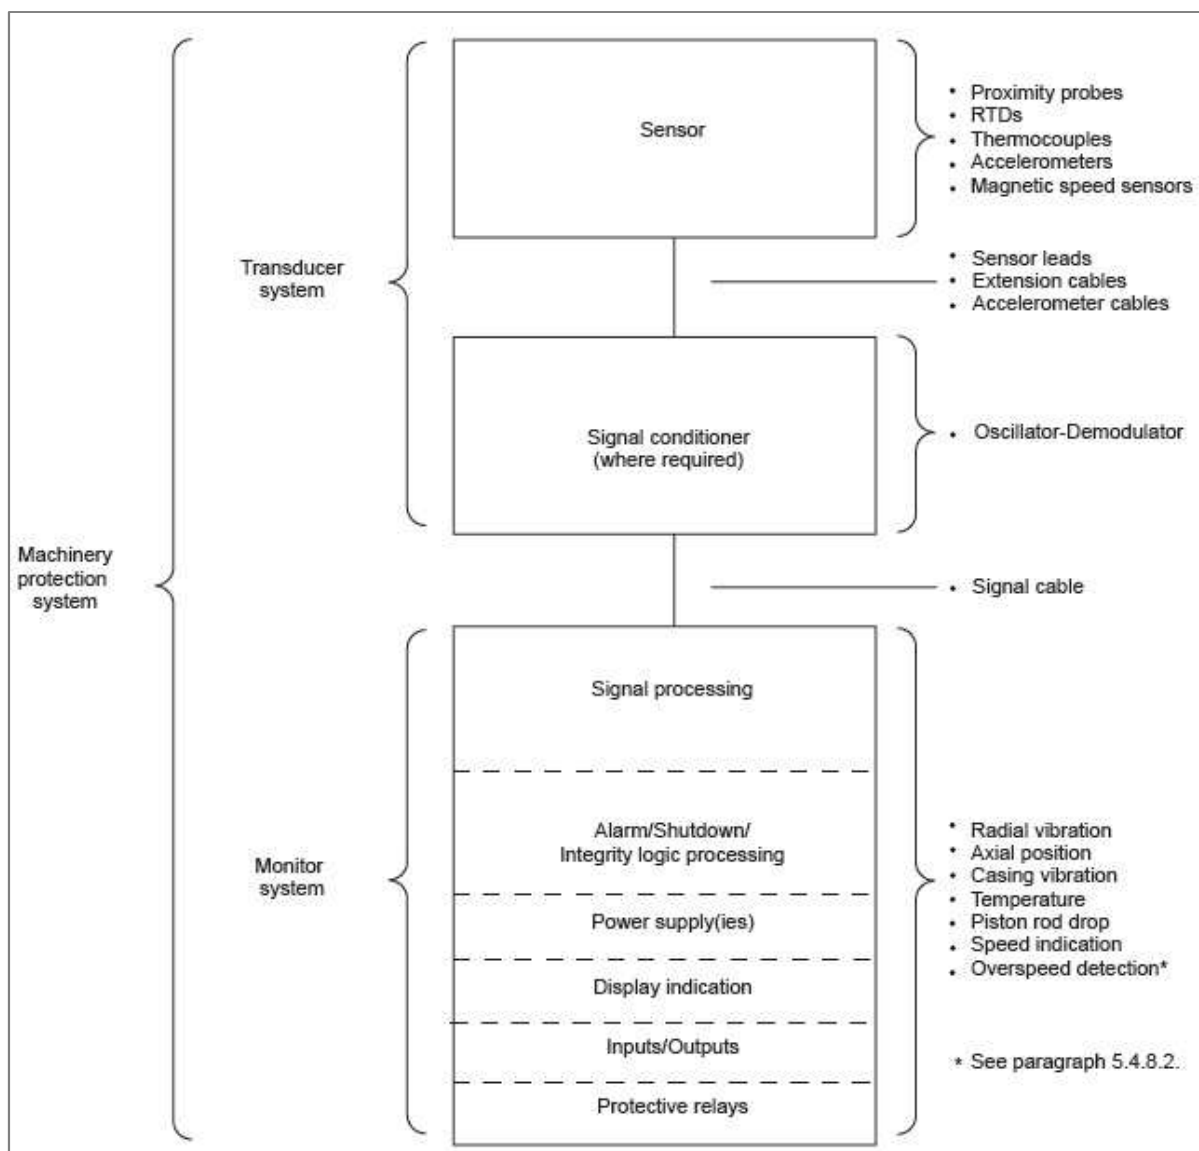 Sensor
• Proximity probes
• RTDs
• Thermocouples
• Accelerometers
• Magnetic speed sensors
Transducer
system
• Sensor leads
• Extension cables
• Accelerometer cables
Signal conditioner
(where required)
• Oscillator-Demodulator
Machinery
protection
system
• Signal cable
Signal processing
Alarm/Shutdown/
Integrity logic processing
Monitor
system
Power supply(ies)
Display indication
Inputs/Outputs
Protective relays
• Radial vibration
• Axial position
• Casing vibration
• Temperature
• Piston rod drop
• Speed indication
• Overspeed detection*
* See paragraph 5.4.8.2.